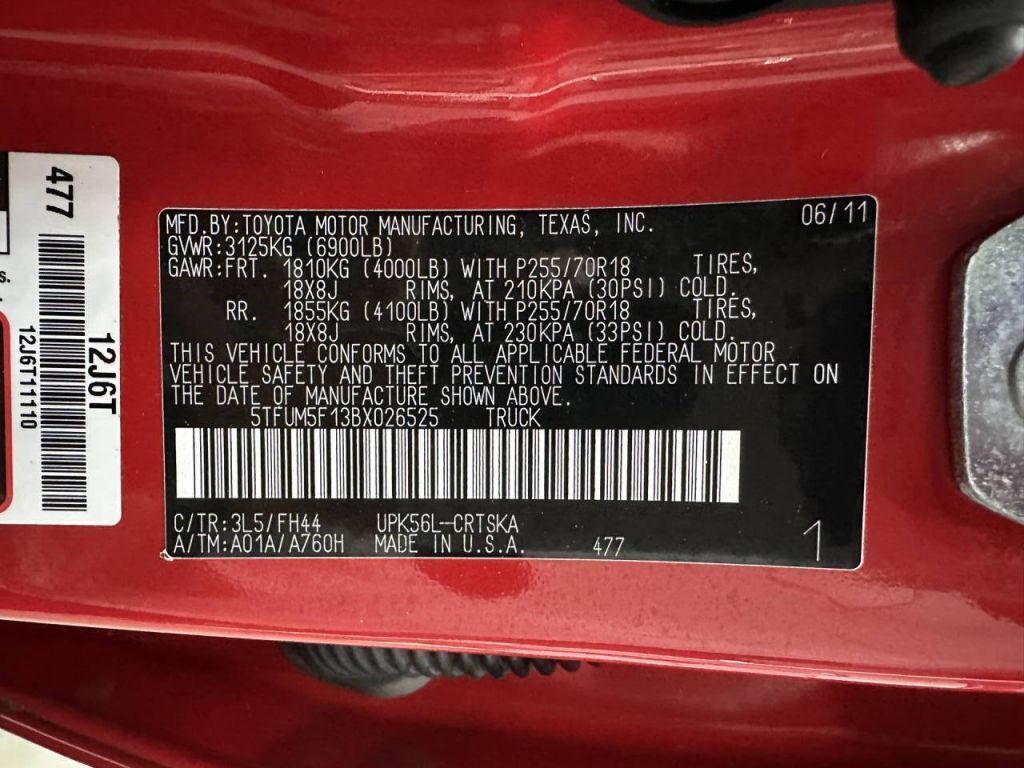 MFD.BY:TOYOTA MOTOR MANUFACTURING, TEXAS, INC. 06/11
GVWR:3125KG (6900LB)
GAWR:FRT. 1810KG (4000LB) WITH P255/70R18 TIRES,
18X8J RIMS, AT 210KPA (30PSI) COLD.
RR. 1855KG (4100LB) WITH P255/70R18 TIRES,
18X8J RIMS, AT 230KPA (33PSI) COLD.
THIS VEHICLE CONFORMS TO ALL APPLICABLE FEDERAL MOTOR
VEHICLE SAFETY AND THEFT PREVENTION STANDARDS IN EFFECT ON
THE DATE OF MANUFACTURE SHOWN ABOVE.
5TFUM5F13BX026525 TRUCK
C/TR:3L5/FH44 UPK56L-CRTSKA
A/TM:A01A/A760H MADE IN U.S.A. 477 1
477
12J6T
12J6T11110
s.